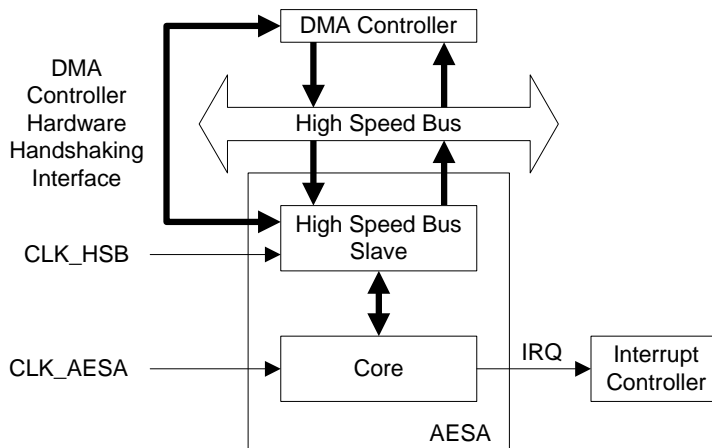 DMA Controller
DMA
Controller
Hardware
Handshaking
Interface
High Speed Bus
High Speed Bus
Slave
CLK_HSB
CLK_AESA
Core
IRQ
Interrupt
Controller
AESA